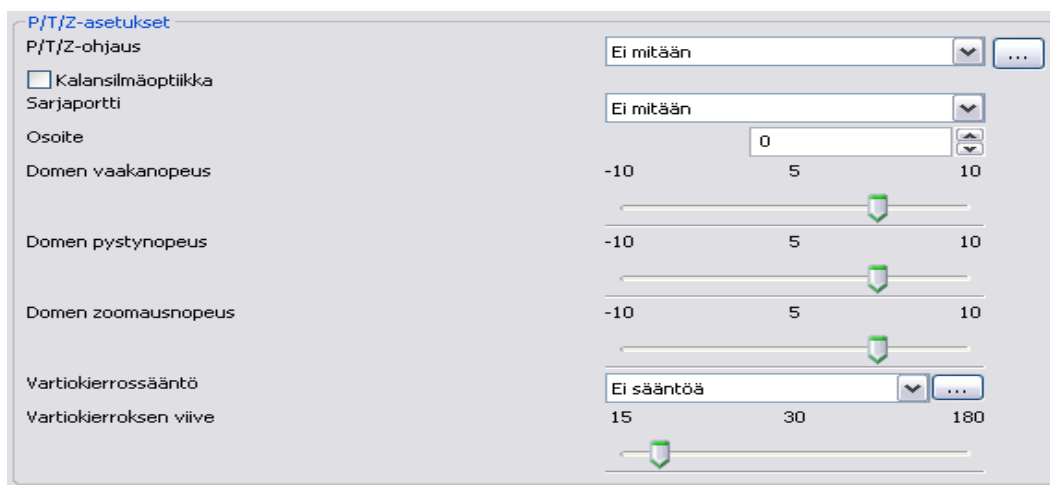 P/T/Z-asetukset
P/T/Z-ohjaus Ei mitään ...
Kalansilmäoptiikka
Sarjaportti Ei mitään
Osoite 0
Domen vaakanopeus -10 5 10
Domen pystynopeus -10 5 10
Domen zoomausnopeus -10 5 10
Vartiokierrossääntö Ei sääntöä ...
Vartiokierroksen viive 15 30 180